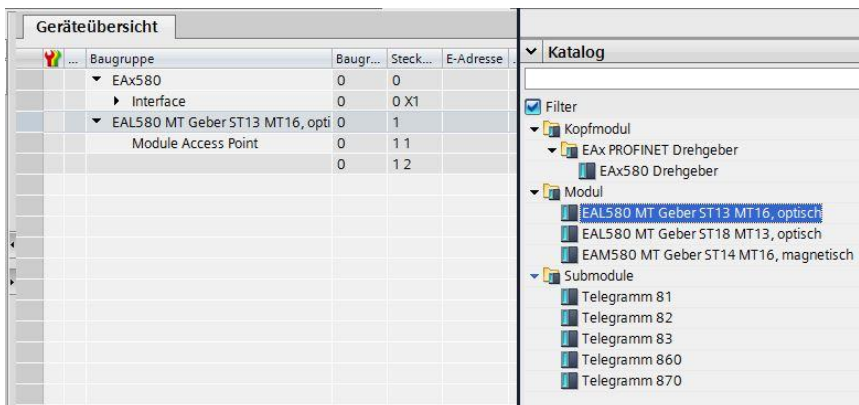 Geräteübersicht
... Baugruppe Baugr... Steck... E-Adresse
EAx580 0 0
Interface 0 0 X1
EAL580 MT Geber ST13 MT16, opti 0 1
Module Access Point 0 1 1
0 1 2
Katalog
Filter
Kopfmodul
EAx PROFINET Drehgeber
EAx580 Drehgeber
Modul
EAL580 MT Geber ST13 MT16, optisch
EAL580 MT Geber ST18 MT13, optisch
EAM580 MT Geber ST14 MT16, magnetisch
Submodule
Telegramm 81
Telegramm 82
Telegramm 83
Telegramm 860
Telegramm 870